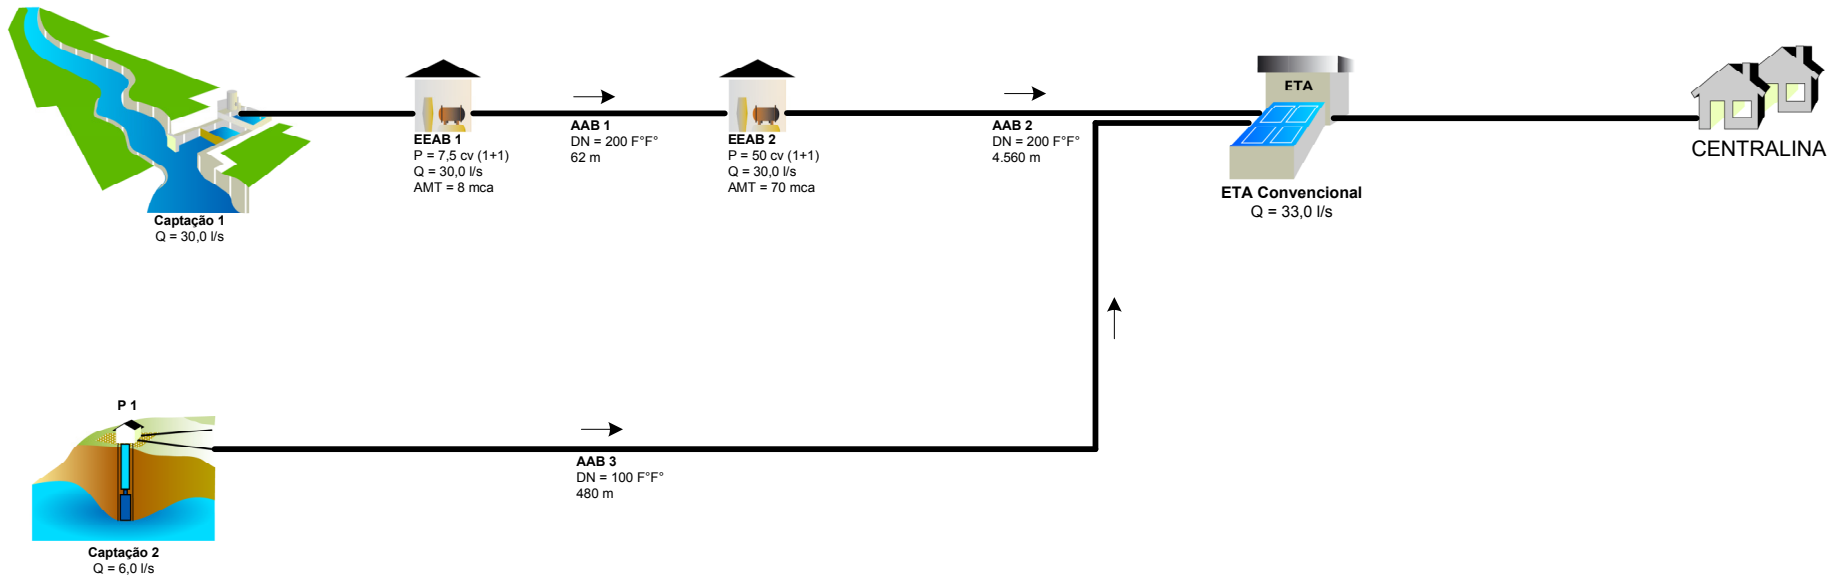 ETA
EEAB 1
P = 7,5 cv (1+1)
Q = 30,0 l/s
AMT = 8 mca
AAB 1
DN = 200 F°F°
62 m
EEAB 2
P = 50 cv (1+1)
Q = 30,0 l/s
AMT = 70 mca
AAB 2
DN = 200 F°F°
4.560 m
CENTRALINA
ETA Convencional
Q = 33,0 l/s
Captação 1
Q = 30,0 l/s
P 1
AAB 3
DN = 100 F°F°
480 m
Captação 2
Q = 6,0 l/s